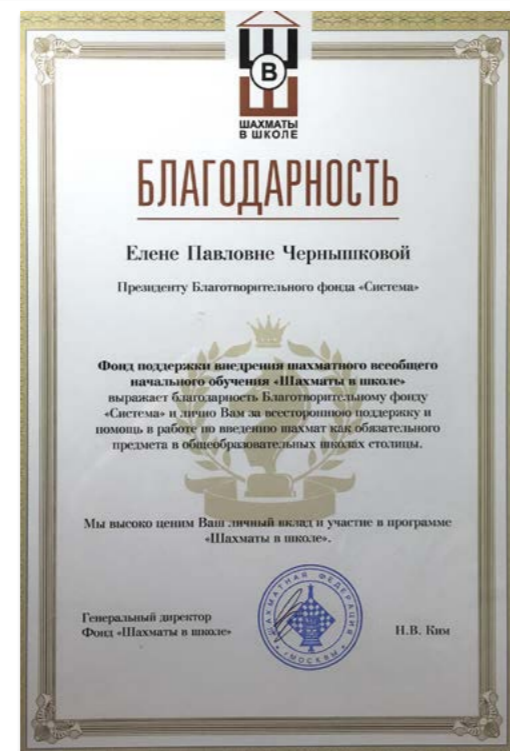 В
ШАХМАТЫ
В ШКОЛЕ
БЛАГОДАРНОСТЬ
Елене Павловне Чернышковой
Президенту Благотворительного фонда «Система»
Фонд поддержки внедрения шахматного всеобщего
начального обучения «Шахматы в школе»
выражает благодарность Благотворительному фонду
«Система» и лично Вам за всестороннюю поддержку и
помощь в работе по введению шахмат как обязательного
предмета в общеобразовательных школах столицы.
Мы высоко ценим Ваш личный вклад и участие в программе
«Шахматы в школе».
Генеральный директор
Фонд «Шахматы в школе»
Н.В. Ким
ШАХМАТНАЯ ФЕДЕРАЦИЯ
МОСКВЫ